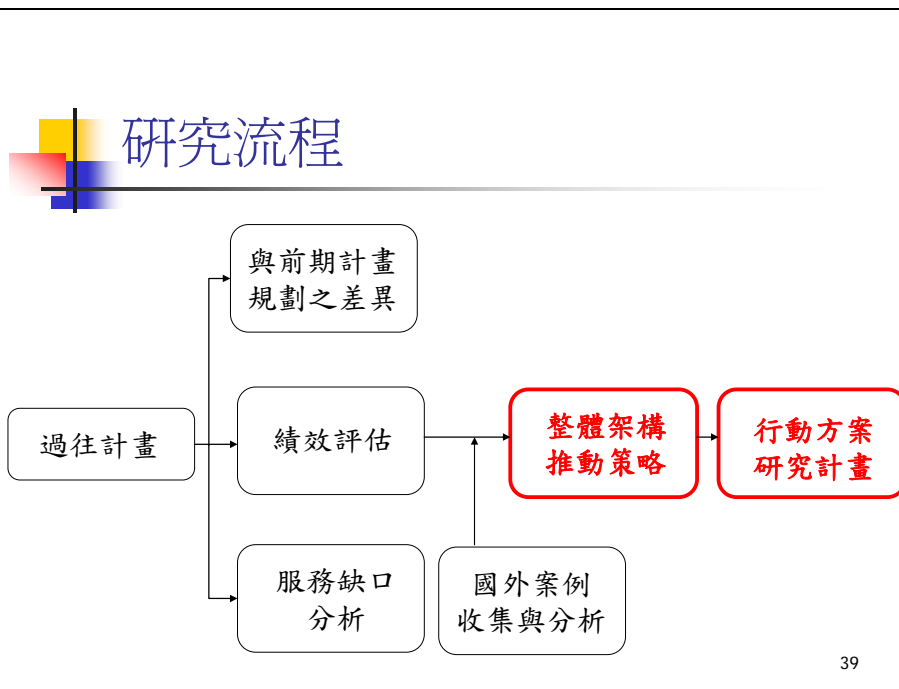 研究流程
與前期計畫
規劃之差異
過往計畫
績效評估
整體架構
推動策略
行動方案
研究計畫
服務缺口
分析
國外案例
收集與分析
39